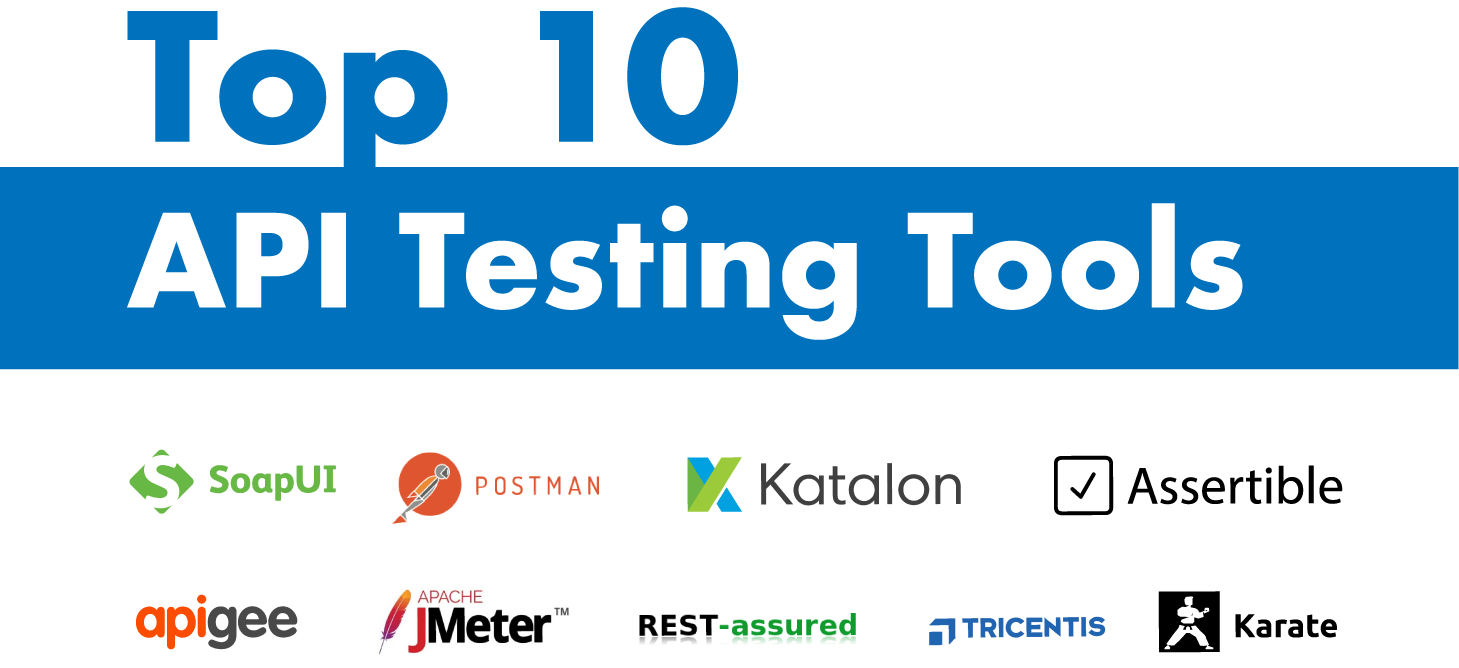 Top 10
API Testing Tools
SoapUI POSTMAN Katalon Assertible
apigee APACHE JMeter™ REST-assured TRICENTIS Karate